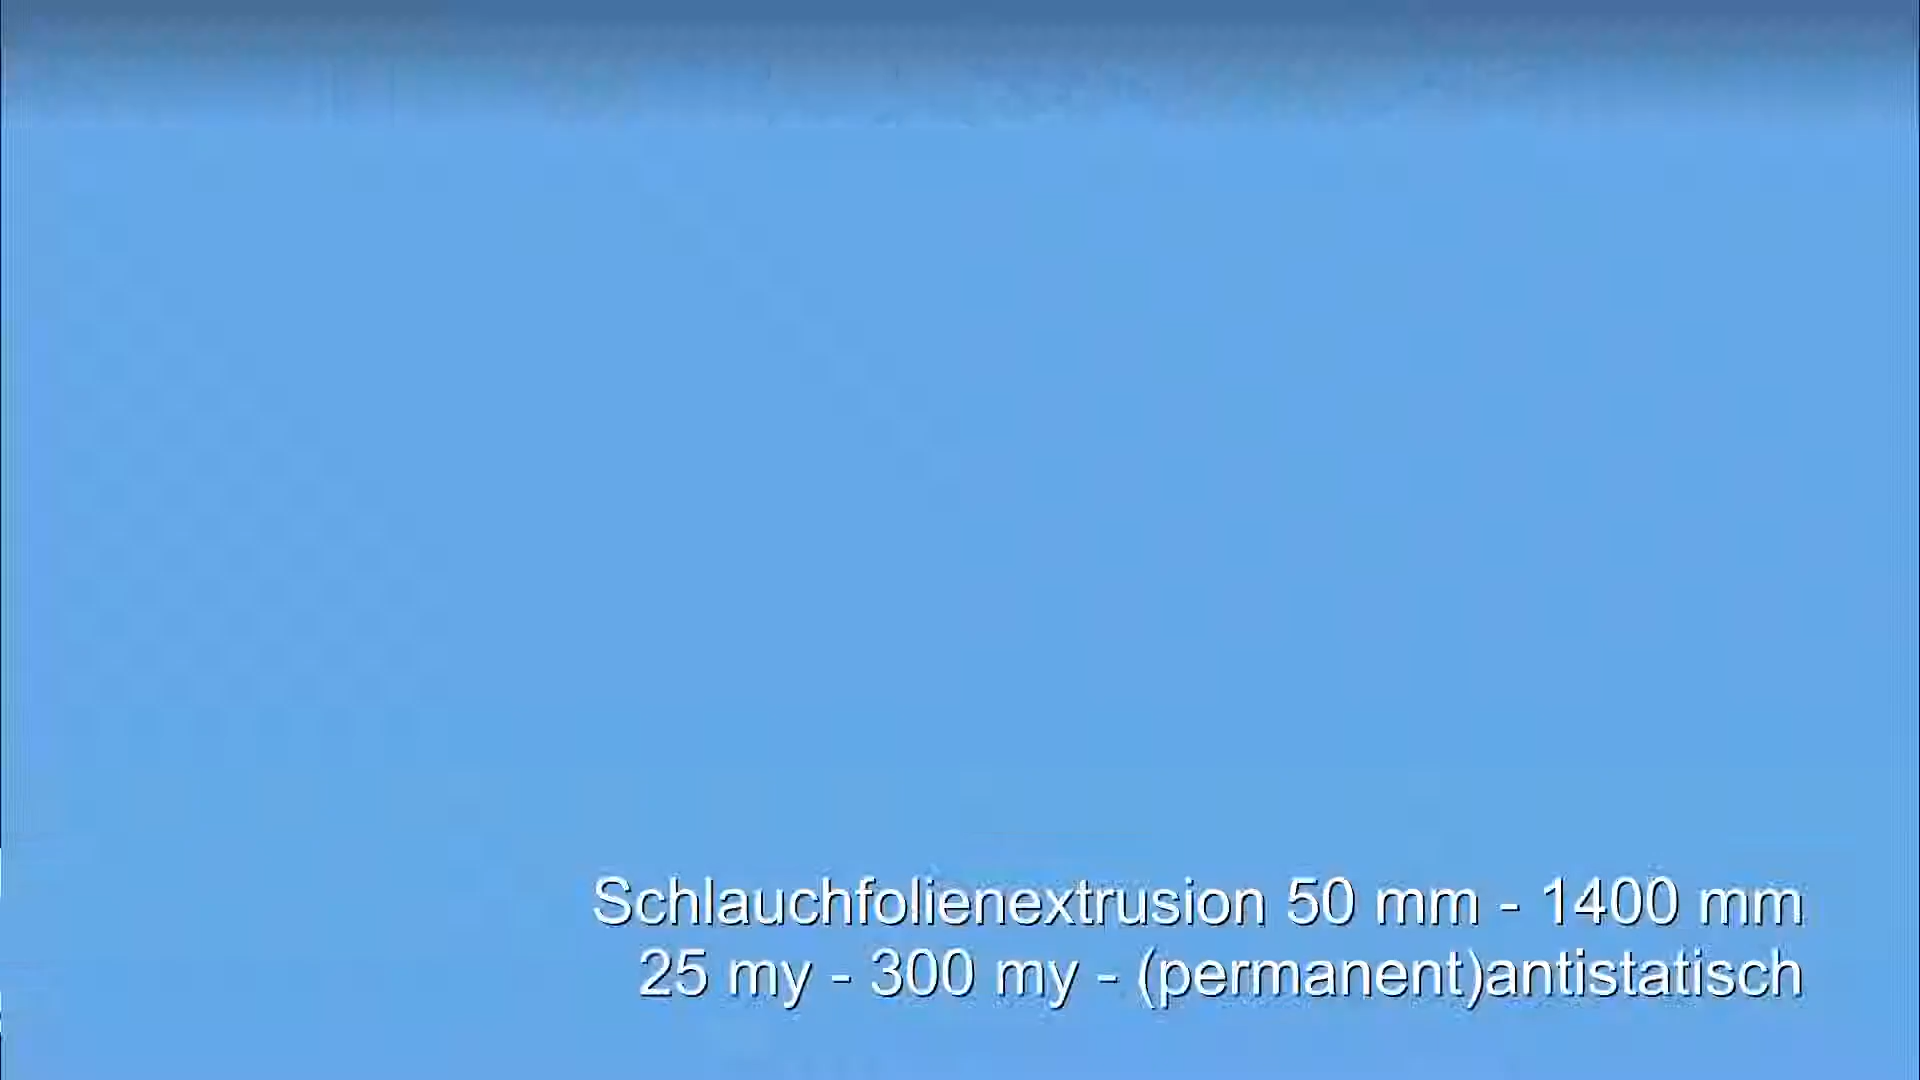 Schlauchfolienextrusion 50 mm - 1400 mm
25 my - 300 my - (permanent)antistatisch